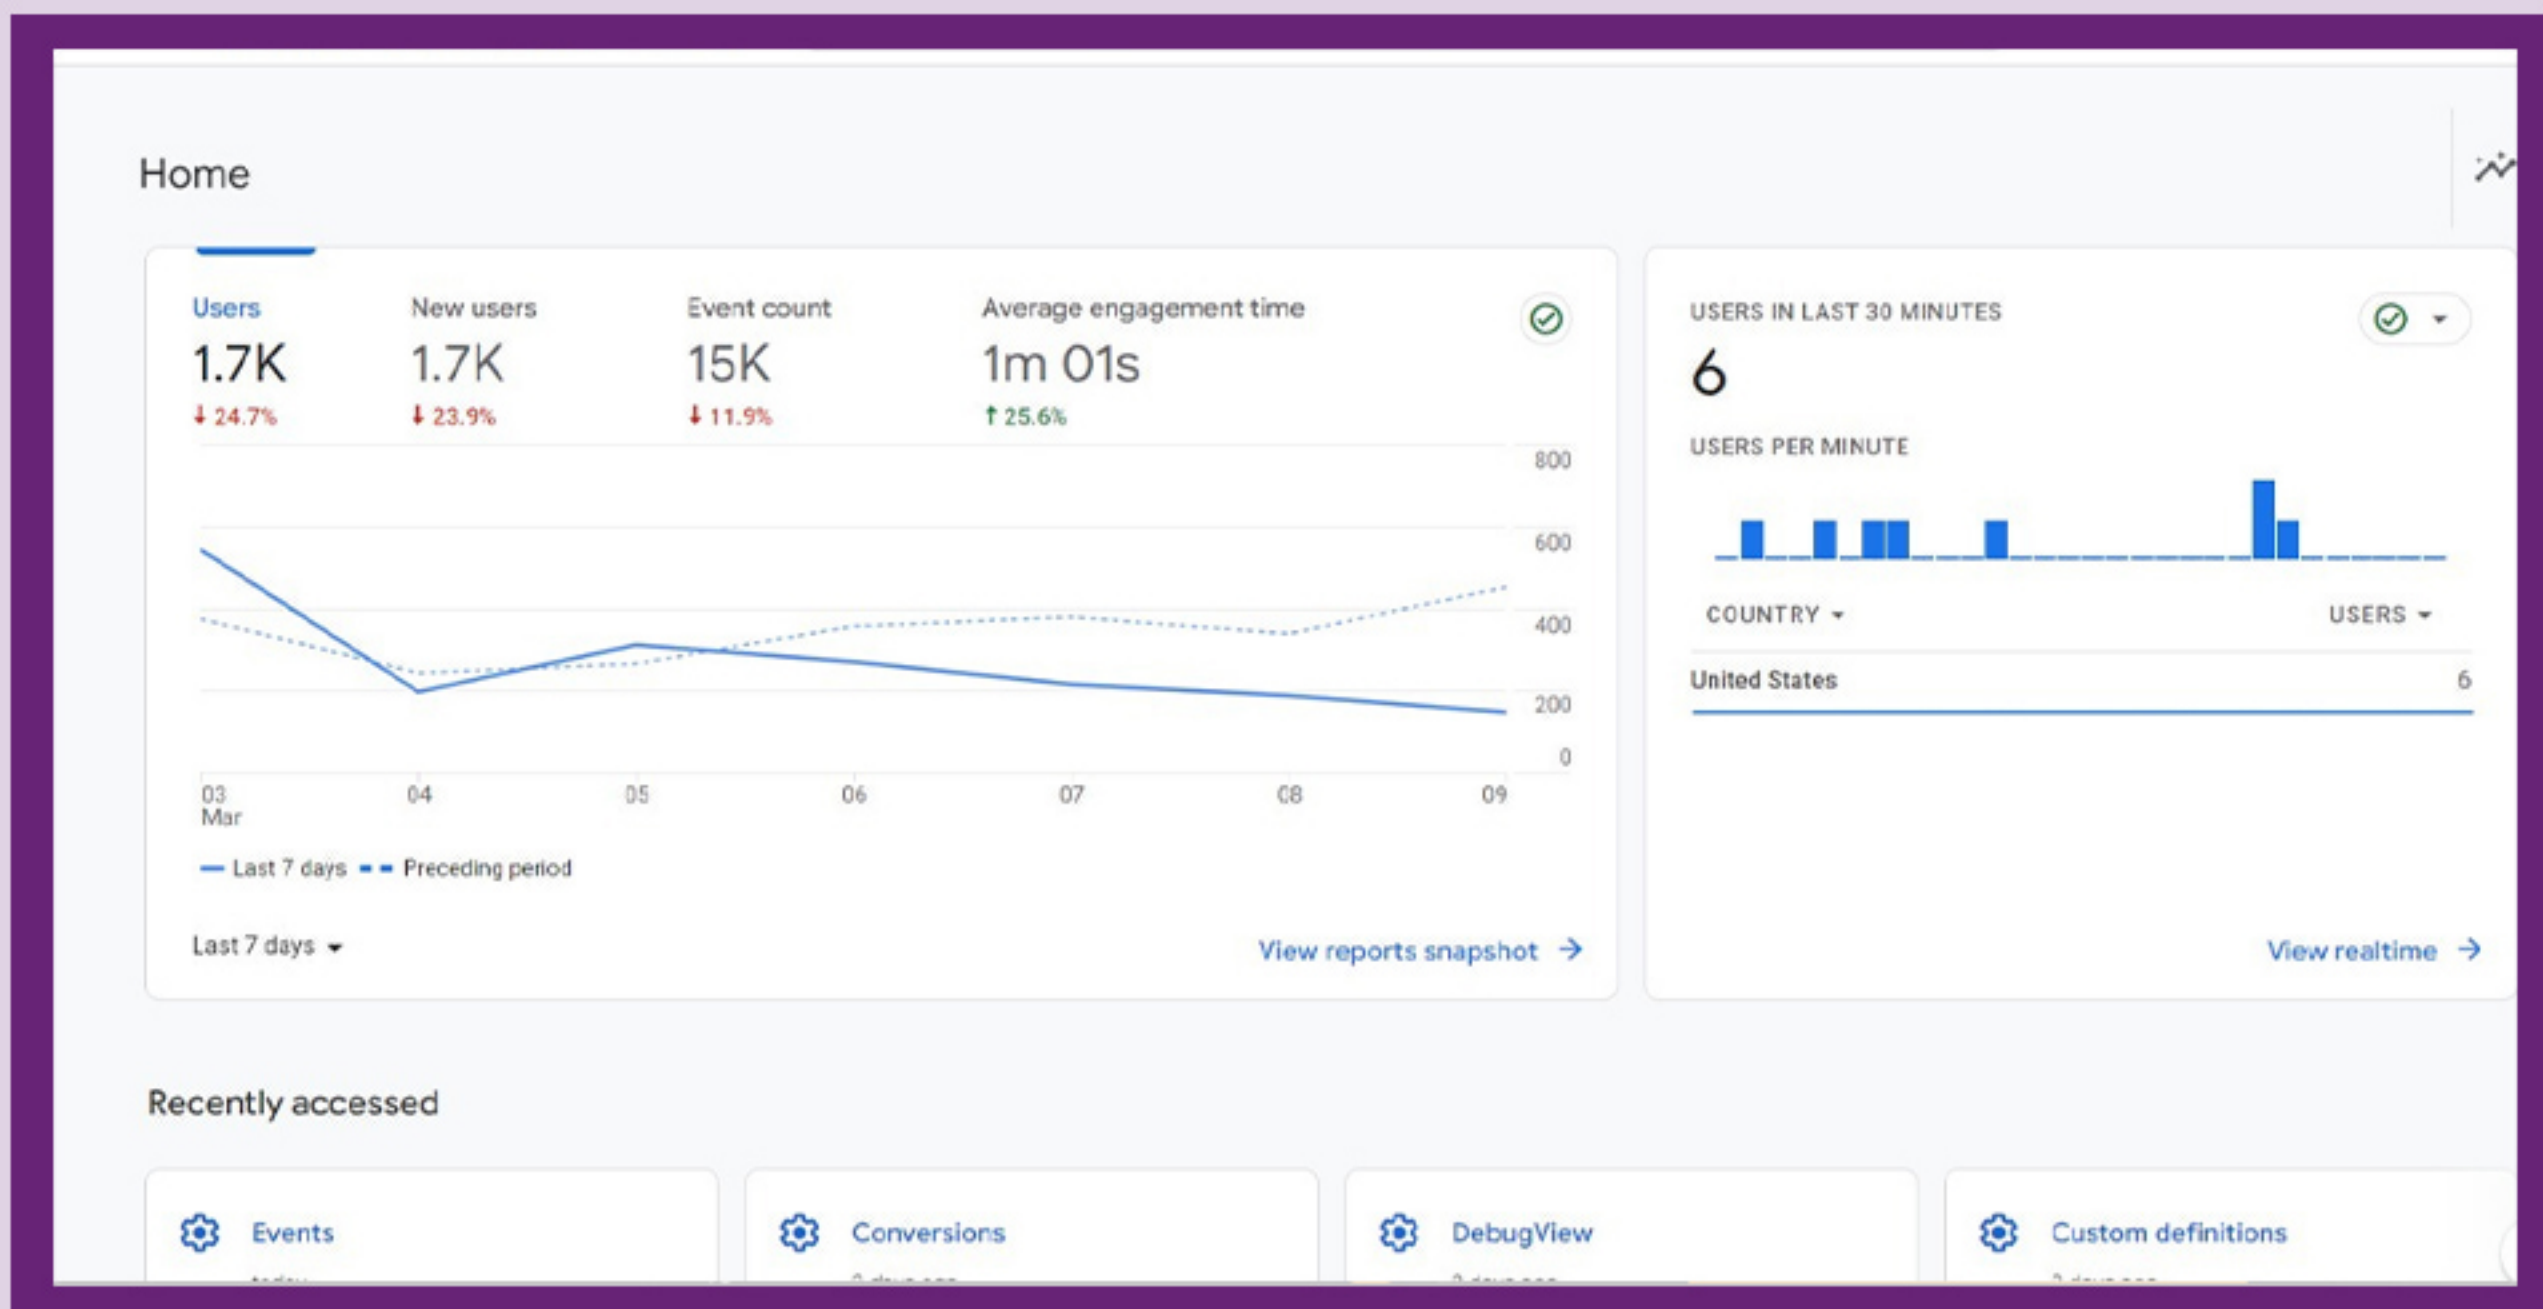 Home
Users
1.7K
↓ 24.7%
New users
1.7K
↓ 23.9%
Event count
15K
↓ 11.9%
Average engagement time
1m 01s
↑ 25.6%
800
600
400
200
0
03 04 05 06 07 08 09
Mar
Last 7 days Preceding period
Last 7 days
View reports snapshot
USERS IN LAST 30 MINUTES
6
USERS PER MINUTE
COUNTRY USERS
United States 6
View realtime
Recently accessed
Events
Conversions
DebugView
Custom definitions